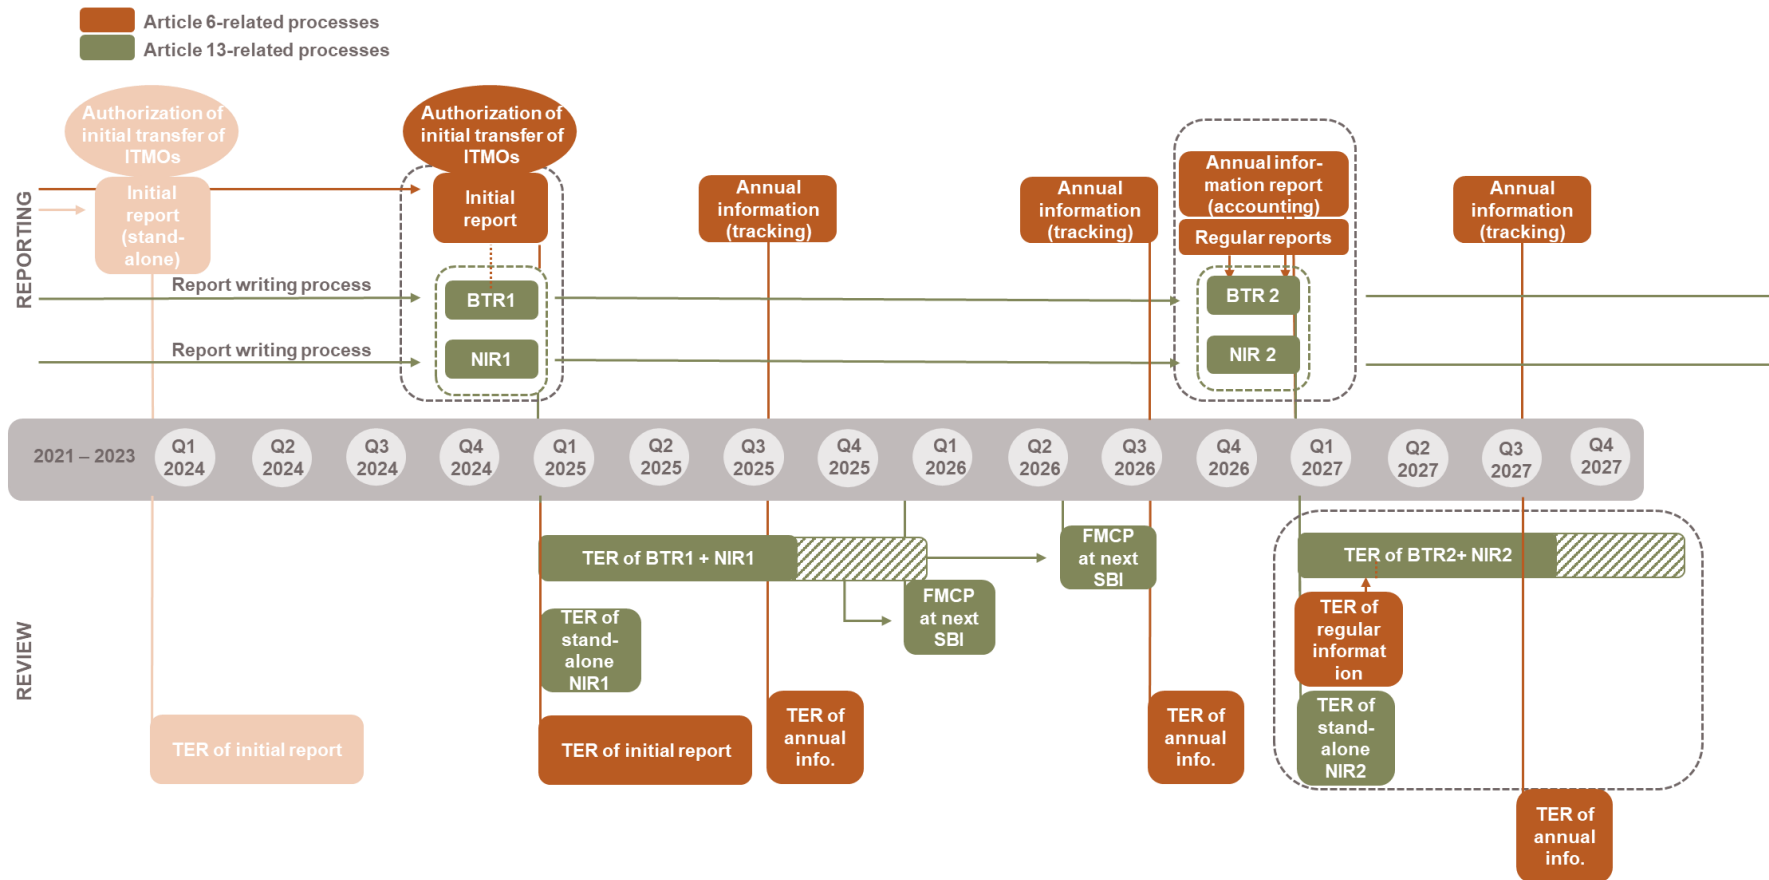 Article 6-related processes
Article 13-related processes
REPORTING
Authorization of
initial transfer of
ITMOs
Initial
report
(stand-
alone)
Authorization of
initial transfer of
ITMOs
Initial
report
Annual
information
(tracking)
Annual
information
(tracking)
Annual infor-
mation report
(accounting)
Regular reports
Annual
information
(tracking)
Report writing process
BTR1
BTR 2
Report writing process
NIR1
NIR 2
2021 – 2023
Q1
2024
Q2
2024
Q3
2024
Q4
2024
Q1
2025
Q2
2025
Q3
2025
Q4
2025
Q1
2026
Q2
2026
Q3
2026
Q4
2026
Q1
2027
Q2
2027
Q3
2027
Q4
2027
REVIEW
TER of BTR1 + NIR1
FMCP
at next
SBI
FMCP
at next
SBI
TER of BTR2+ NIR2
TER of
stand-
alone
NIR1
TER of
regular
informat
ion
TER of initial report
TER of initial report
TER of
annual
info.
TER of
annual
info.
TER of
stand-
alone
NIR2
TER of
annual
info.